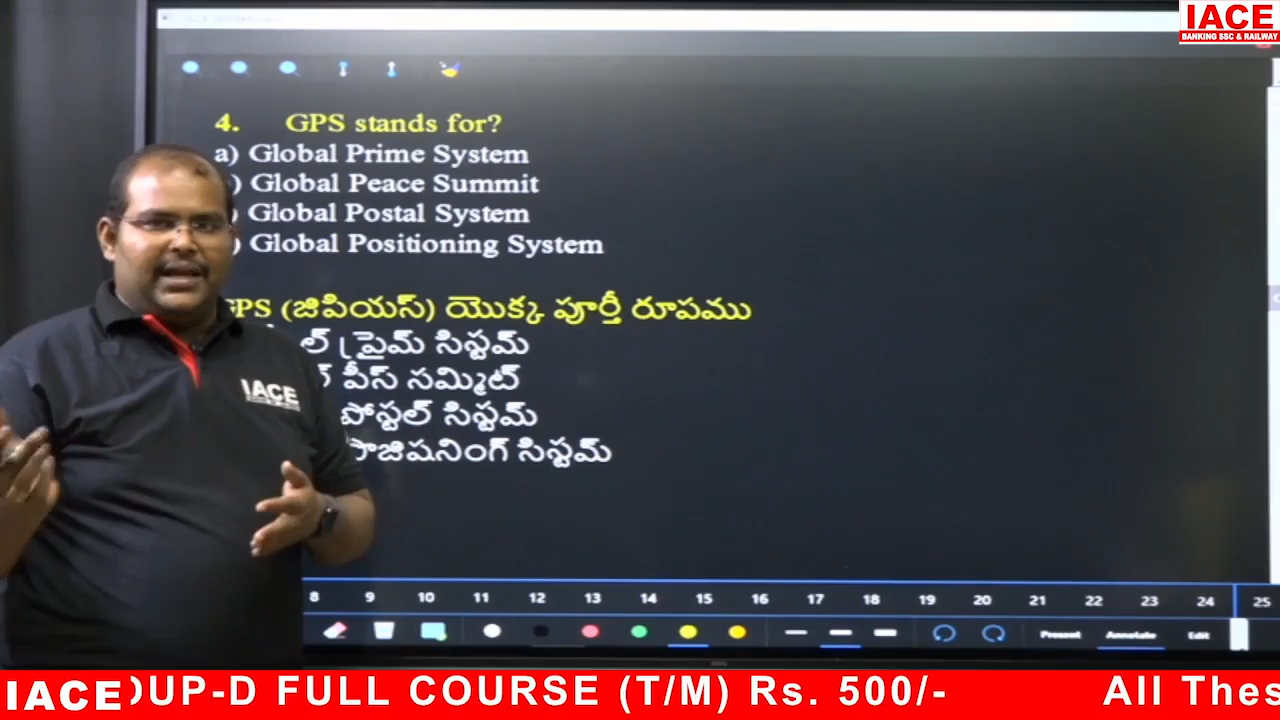 IACE
BANKING SSC & RAILWAY
4. GPS stands for?
a) Global Prime System
) Global Peace Summit
) Global Postal System
) Global Positioning System
GPS (జిపియస్) యొక్క పూర్తీ రూపము
ల్ ప్రైమ్ సిస్టమ్
పీస్ సమ్మిట్
పోస్టల్ సిస్టమ్
పొజిషనింగ్ సిస్టమ్
IACE
8 9 10 11 12 13 14 15 16 17 18 19 20 21 22 23 24 25
Present Annotate Edit
IACE OUP-D FULL COURSE (T/M) Rs. 500/- All Thes